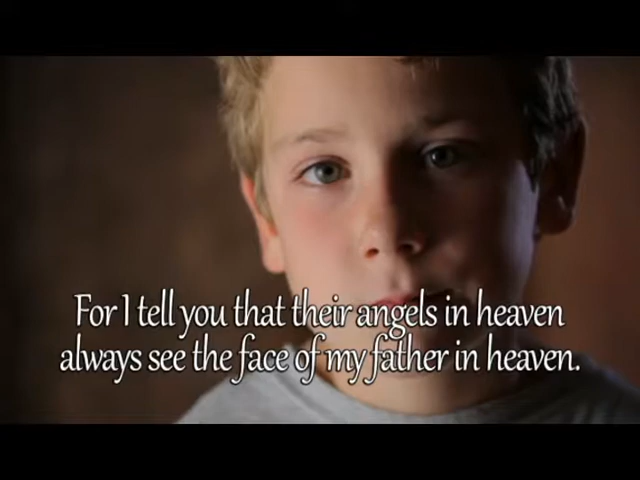 For I tell you that their angels in heaven
always see the face of my father in heaven.